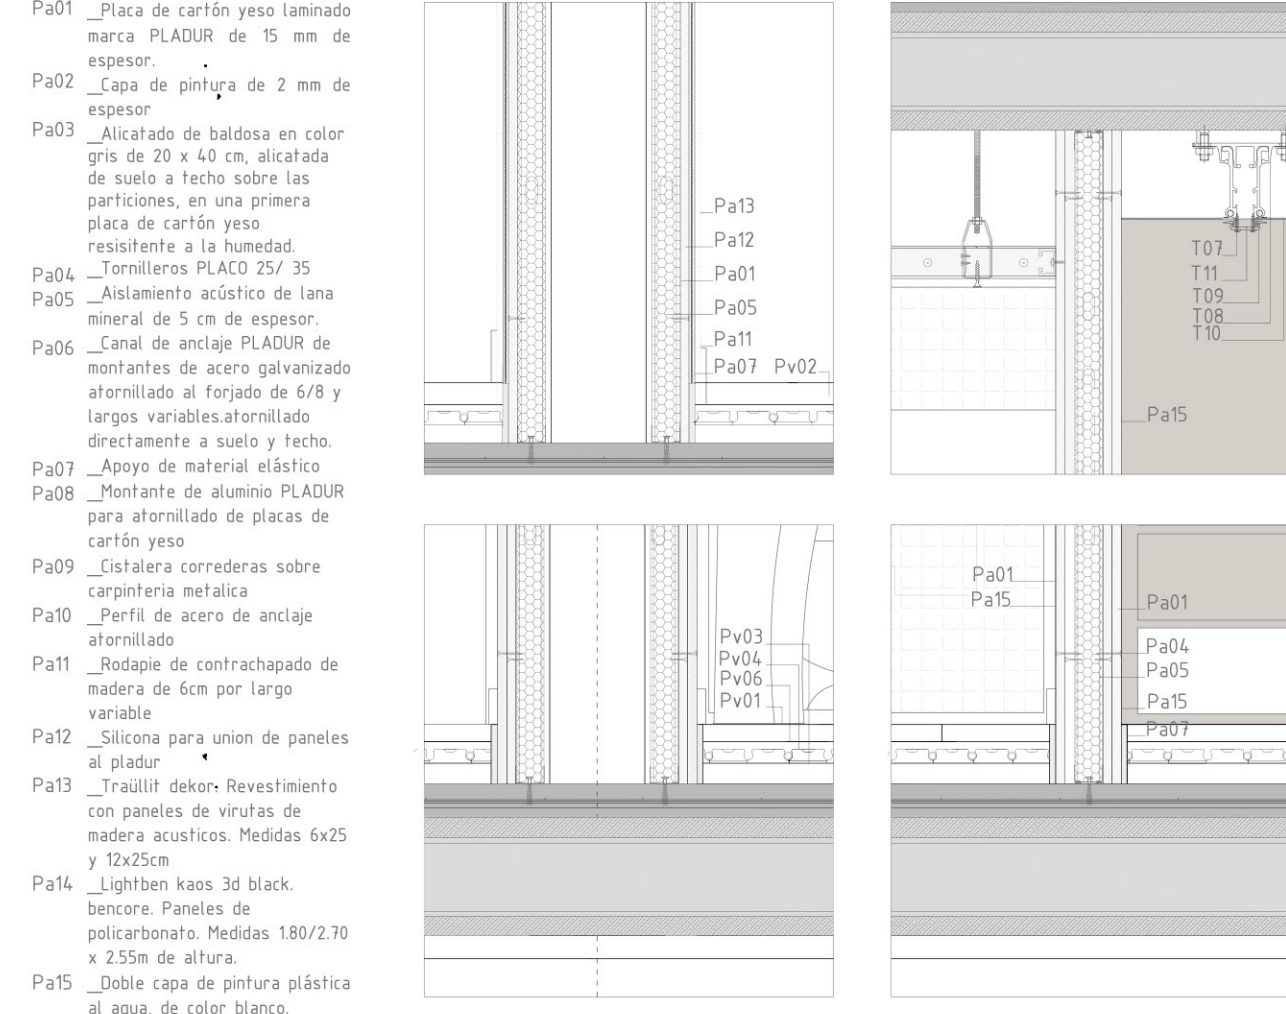 Pa01 _Placa de cartón yeso laminado
marca PLADUR de 15 mm de
espesor.
Pa02 _Capa de pintura de 2 mm de
espesor
Pa03 _Alicatado de baldosa en color
gris de 20 x 40 cm, alicatada
de suelo a techo sobre las
particiones, en una primera
placa de cartón yeso
resisitente a la humedad.
Pa04 _Tornilleros PLACO 25/ 35
Pa05 _Aislamiento acústico de lana
mineral de 5 cm de espesor.
Pa06 _Canal de anclaje PLADUR de
montantes de acero galvanizado
atornillado al forjado de 6/8 y
largos variables.atornillado
directamente a suelo y techo.
Pa07 _Apoyo de material elástico
Pa08 _Montante de aluminio PLADUR
para atornillado de placas de
cartón yeso
Pa09 _Cistalera correderas sobre
carpinteria metalica
Pa10 _Perfil de acero de anclaje
atornillado
Pa11 _Rodapie de contrachapado de
madera de 6cm por largo
variable
Pa12 _Silicona para union de paneles
al pladur
Pa13 _Traüllit dekor. Revestimiento
con paneles de virutas de
madera acusticos. Medidas 6x25
y 12x25cm
Pa14 _Lightben kaos 3d black.
bencore. Paneles de
policarbonato. Medidas 1.80/2.70
x 2.55m de altura.
Pa15 _Doble capa de pintura plástica
al agua, de color blanco.
Pa13
Pa12
Pa01
Pa05
Pa11
Pa07 Pv02
T07
T11
T09
T08
T10
Pa15
Pv03
Pv04
Pv06
Pv01
Pa01
Pa15
Pa01
Pa04
Pa05
Pa15
Pa07